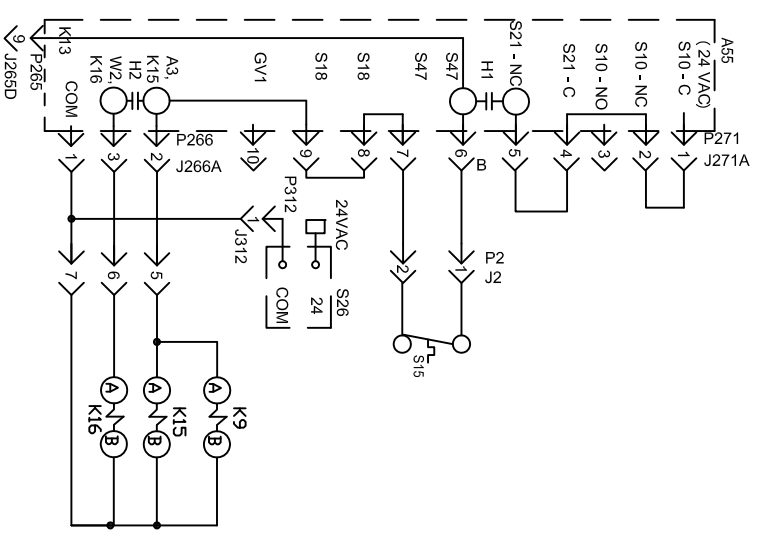 K13
P265
9
J265D
COM
W2,
K16
H2
A3,
K15
GV1
S18
S18
S47
S47
H1
S21 - NC
S21 - C
S10 - NO
S10 - NC
S10 - C
A55
( 24 VAC)
P266
J266A
1
3
2
10
9
8
7
6
B
5
4
3
2
1
P271
J271A
P312
1
J312
24VAC
COM
24
S26
7
6
5
2
1
P2
J2
S15
A
B
K16
A
B
K15
A
B
K9